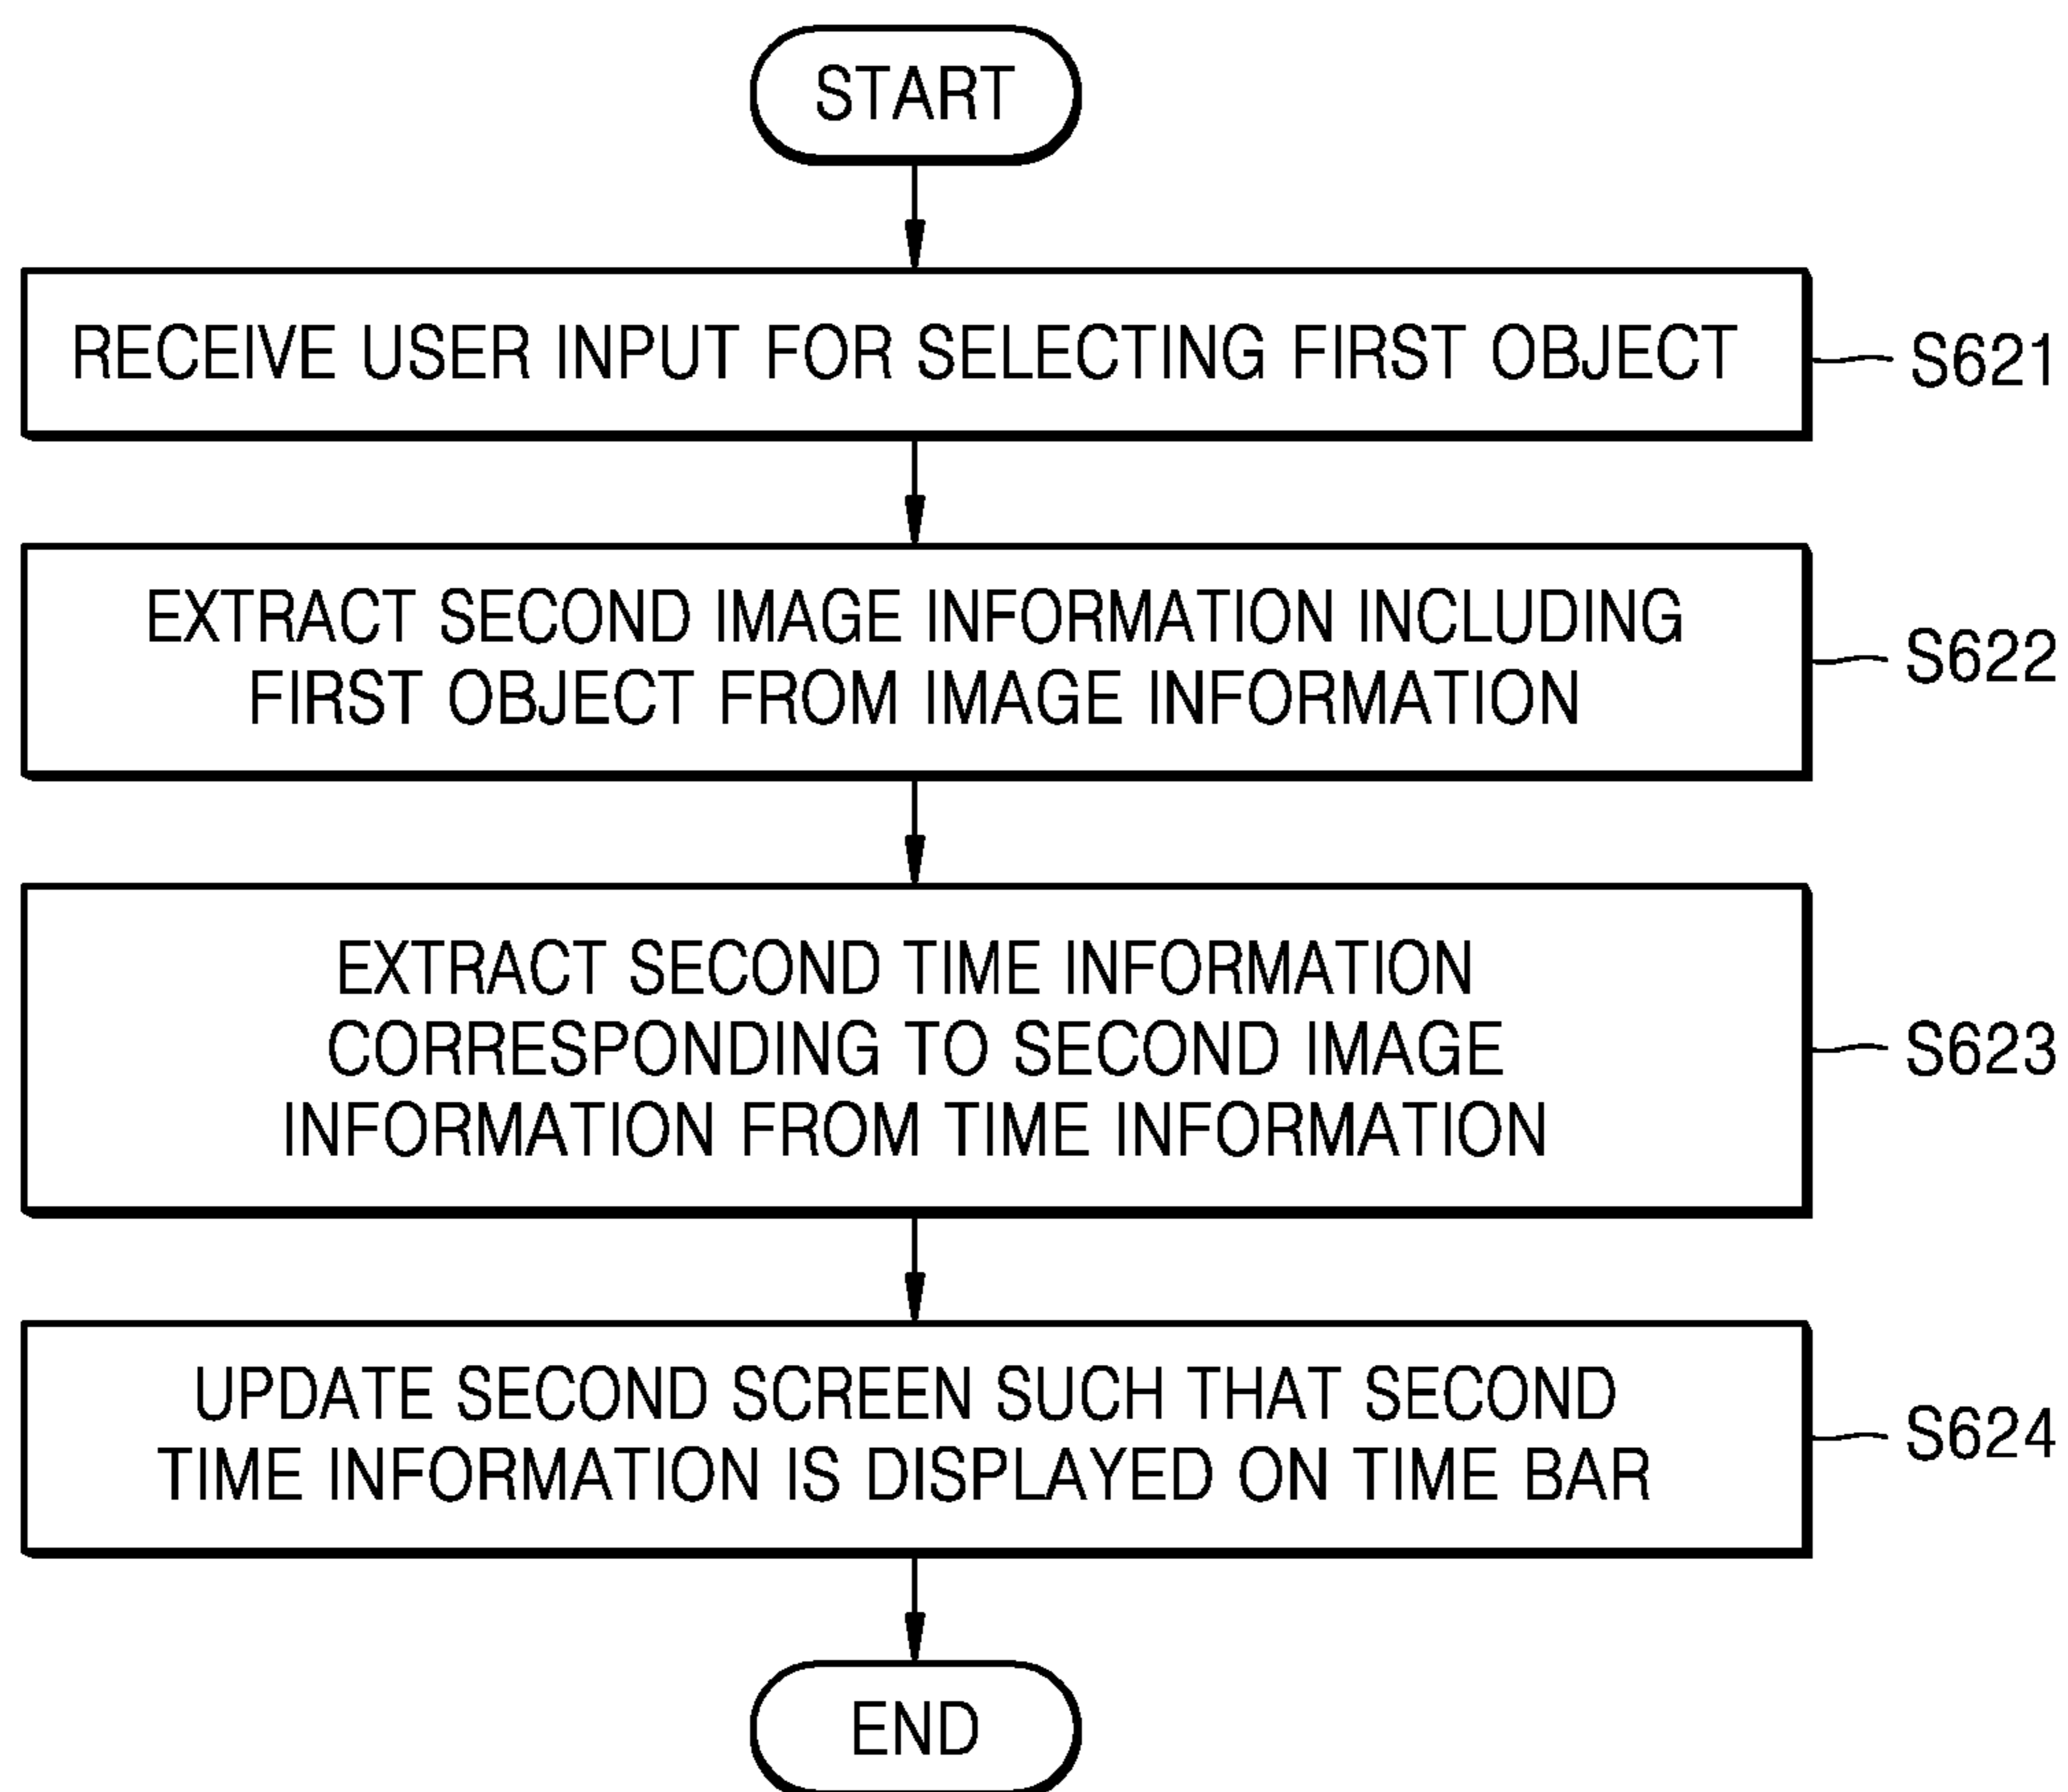 START
RECEIVE USER INPUT FOR SELECTING FIRST OBJECT
S621
EXTRACT SECOND IMAGE INFORMATION INCLUDING
FIRST OBJECT FROM IMAGE INFORMATION
S622
EXTRACT SECOND TIME INFORMATION
CORRESPONDING TO SECOND IMAGE
INFORMATION FROM TIME INFORMATION
S623
UPDATE SECOND SCREEN SUCH THAT SECOND
TIME INFORMATION IS DISPLAYED ON TIME BAR
S624
END